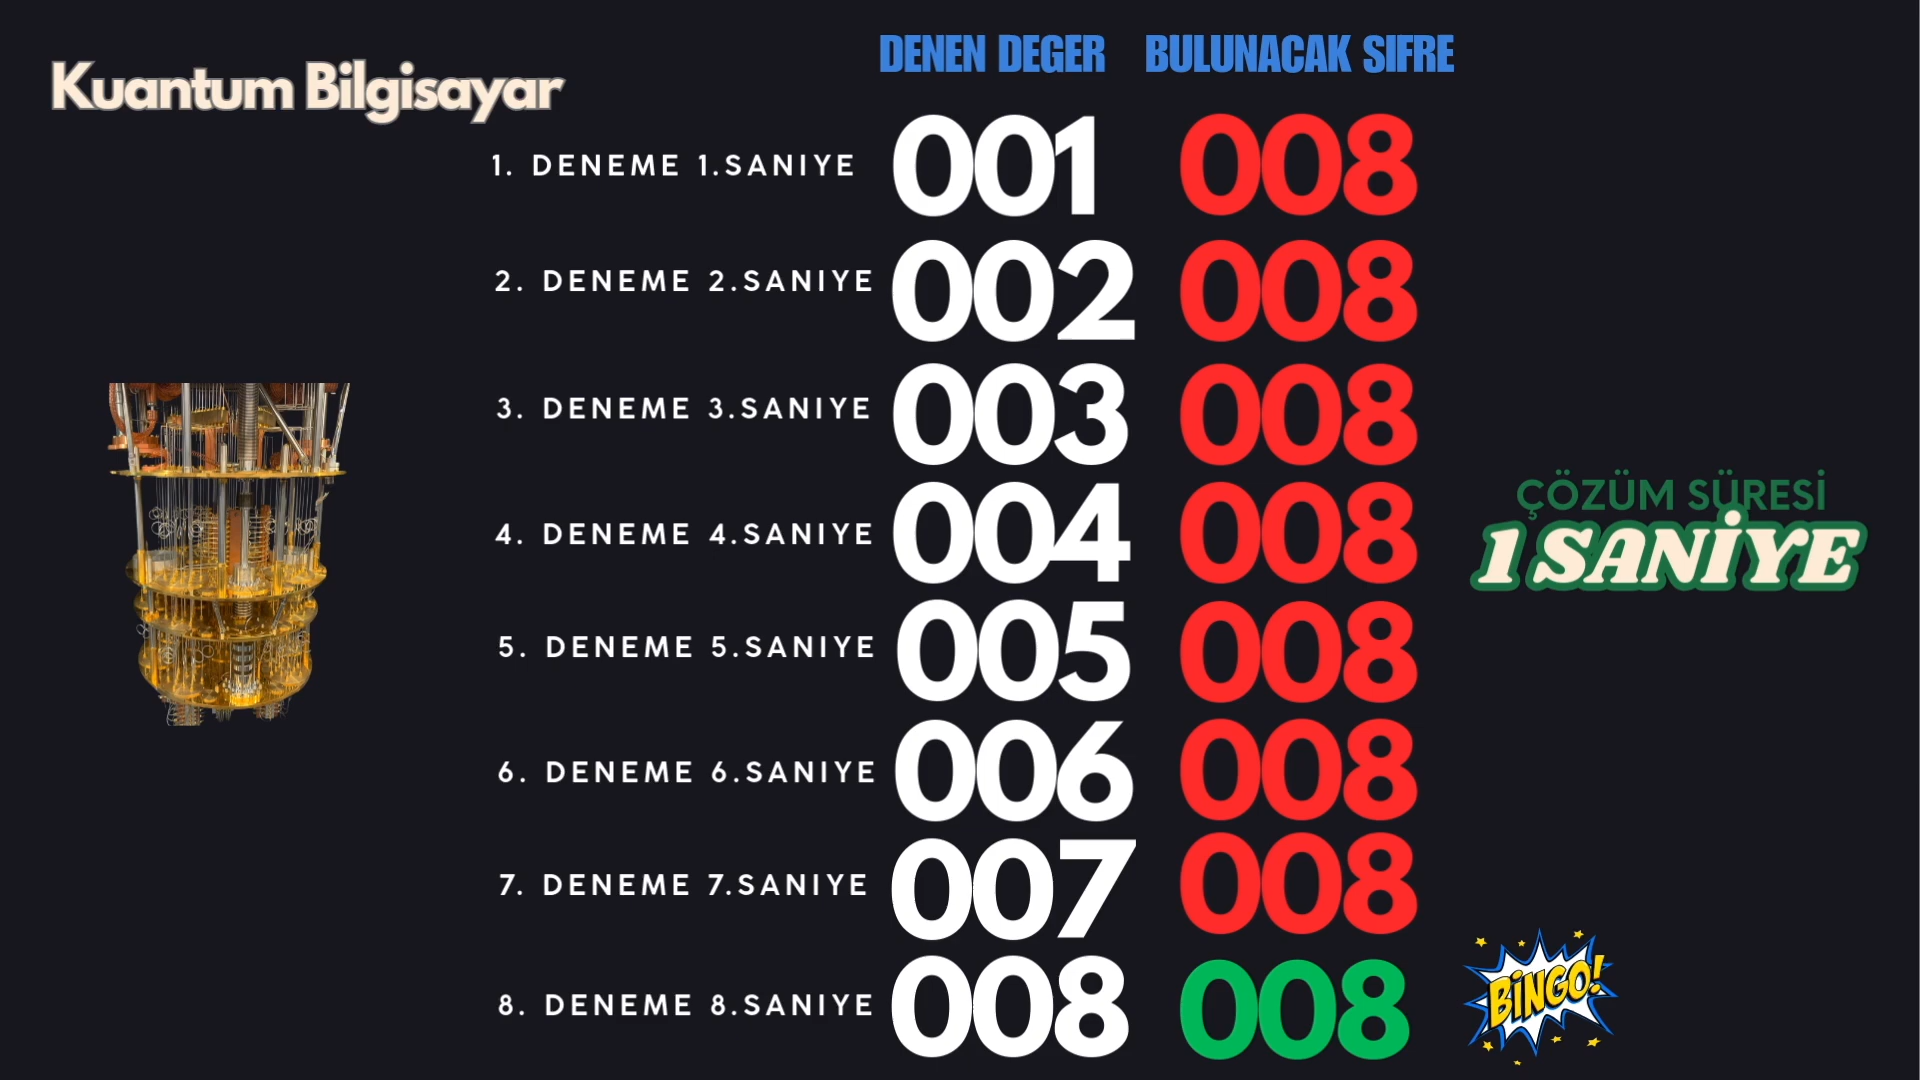 Kuantum Bilgisayar
DENEN DEGER BULUNACAK SIFRE
1. DENEME 1.SANIYE 001 008
2. DENEME 2.SANIYE 002 008
3. DENEME 3.SANIYE 003 008
4. DENEME 4.SANIYE 004 008
5. DENEME 5.SANIYE 005 008
6. DENEME 6.SANIYE 006 008
7. DENEME 7.SANIYE 007 008
8. DENEME 8.SANIYE 008 008
ÇÖZÜM SÜRESİ
1 SANİYE
BİNGO!